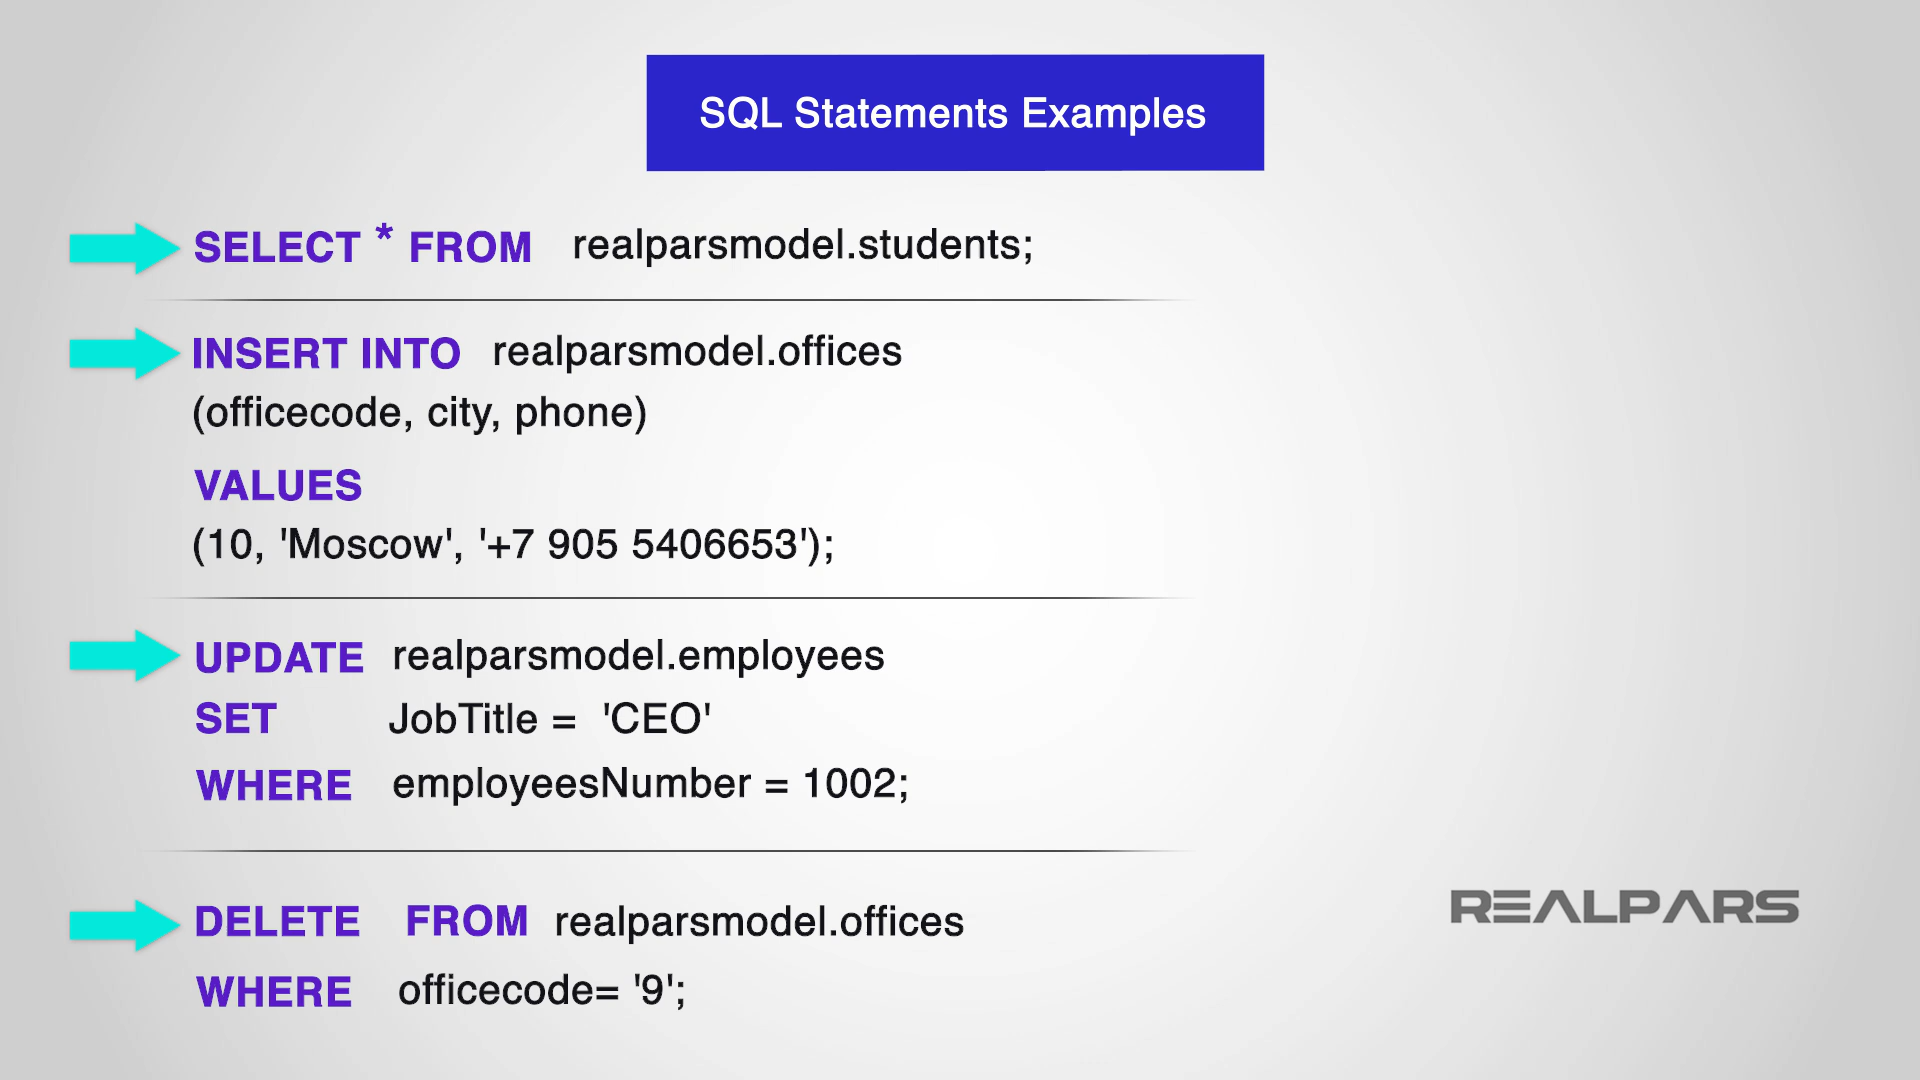 SQL Statements Examples
SELECT * FROM realparsmodel.students;
INSERT INTO realparsmodel.offices
(officecode, city, phone)
VALUES
(10, 'Moscow', '+7 905 5406653');
UPDATE realparsmodel.employees
SET JobTitle = 'CEO'
WHERE employeesNumber = 1002;
DELETE FROM realparsmodel.offices
WHERE officecode= '9';
REALPARS